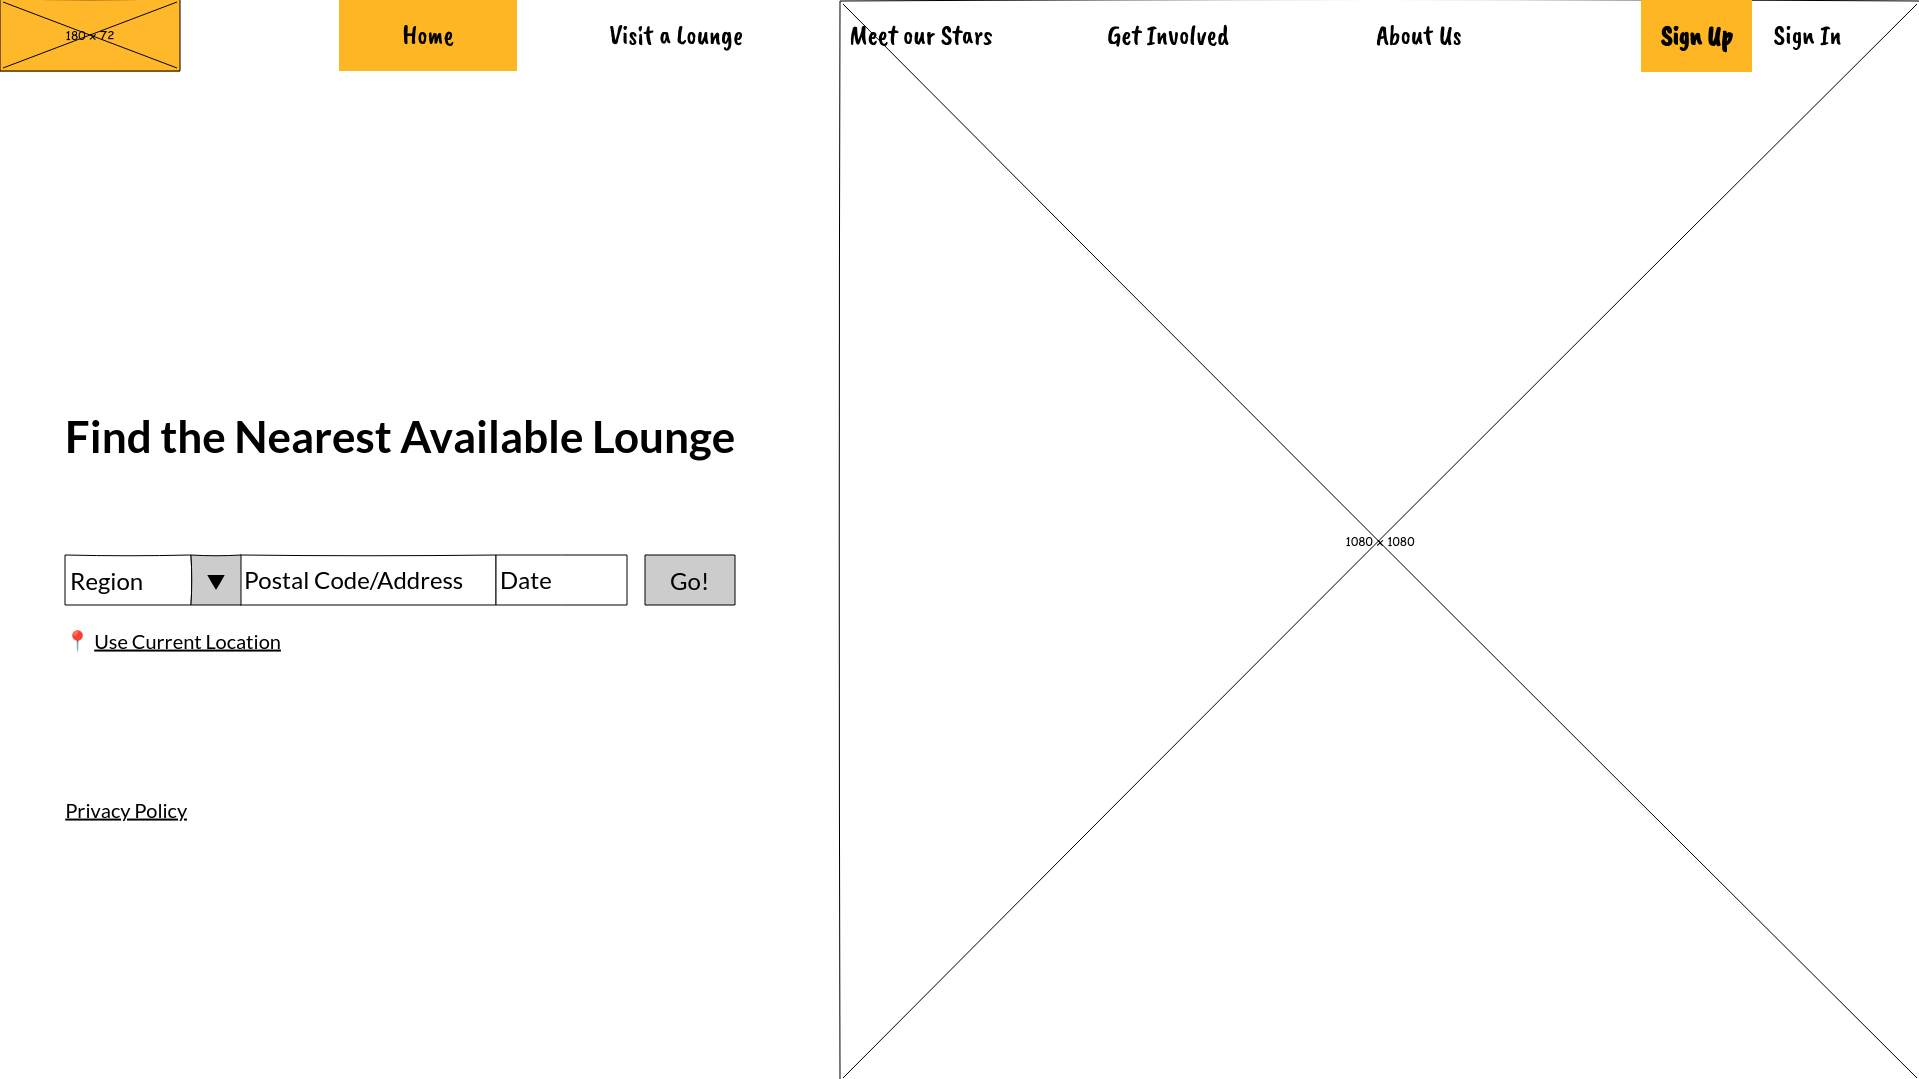 180 x 72
Home
Visit a Lounge
Meet our Stars
Get Involved
About Us
Sign Up
Sign In
Find the Nearest Available Lounge
Region ▼ Postal Code/Address Date Go!
📍 Use Current Location
Privacy Policy
1080 x 1080